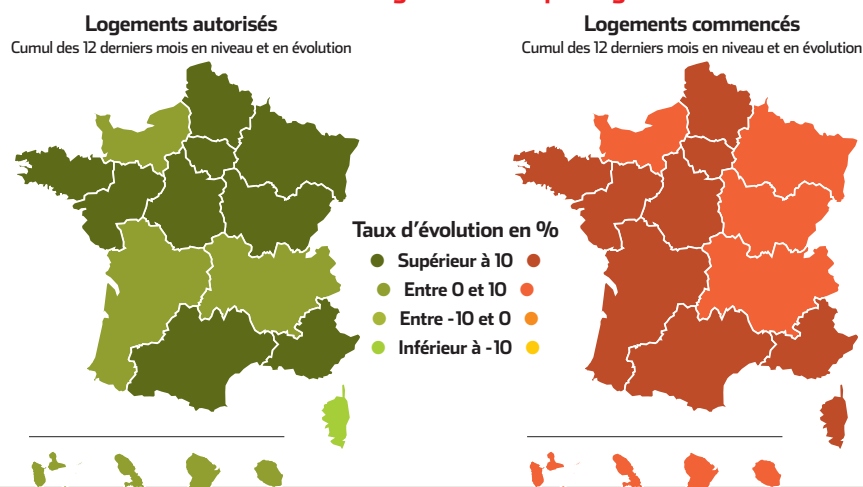 Logements autorisés
Cumul des 12 derniers mois en niveau et en évolution
Logements commencés
Cumul des 12 derniers mois en niveau et en évolution
Taux d'évolution en %
Supérieur à 10
Entre 0 et 10
Entre -10 et 0
Inférieur à -10